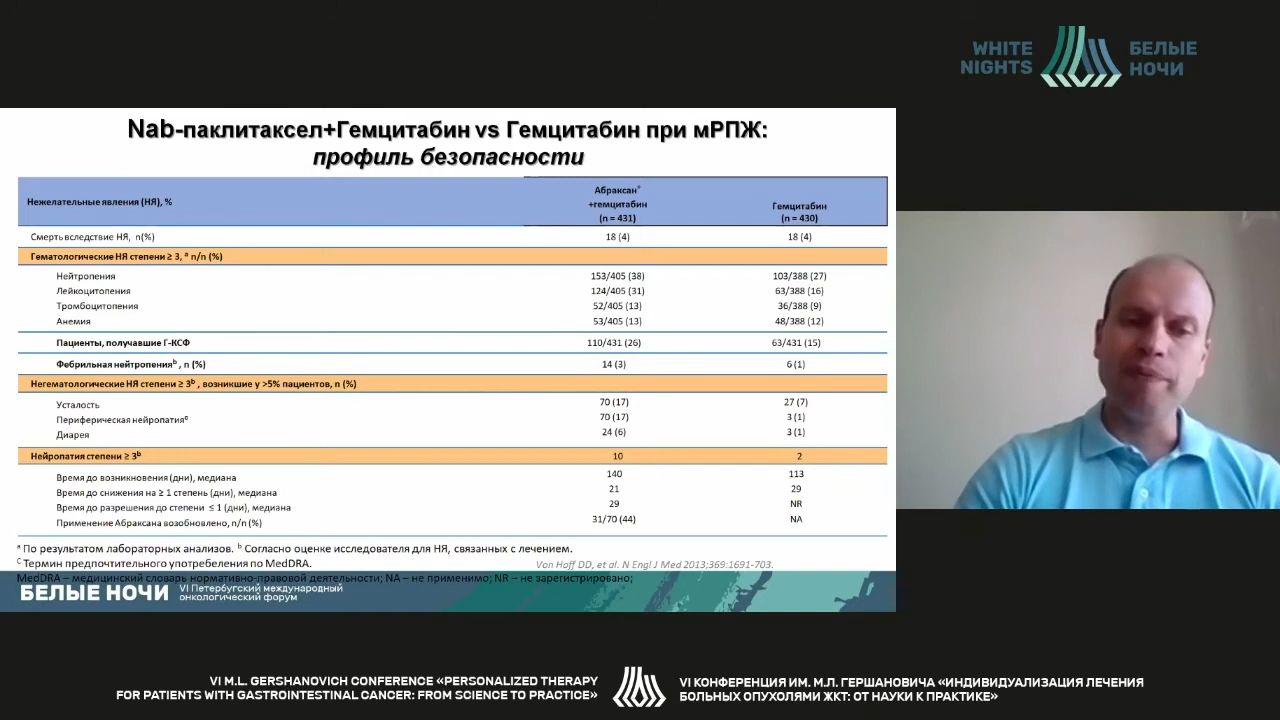 WHITE
NIGHTS
БЕЛЫЕ
НОЧИ
Nab-паклитаксел+Гемцитабин vs Гемцитабин при мРПЖ:
профиль безопасности
Нежелательные явления (НЯ), % Абраксан® +гемцитабин (n = 431) Гемцитабин (n = 430)
Смерть вследствие НЯ, n(%) 18 (4) 18 (4)
Гематологические НЯ степени ≥ 3, ª n/n (%)
Нейтропения 153/405 (38) 103/388 (27)
Лейкоцитопения 124/405 (31) 63/388 (16)
Тромбоцитопения 52/405 (13) 36/388 (9)
Анемия 53/405 (13) 48/388 (12)
Пациенты, получавшие Г-КСФ 110/431 (26) 63/431 (15)
Фебрильная нейтропенияᵇ , n (%) 14 (3) 6 (1)
Негематологические НЯ степени ≥ 3ᵇ , возникшие у >5% пациентов, n (%)
Усталость 70 (17) 27 (7)
Периферическая нейропатияᶜ 70 (17) 3 (1)
Диарея 24 (6) 3 (1)
Нейропатия степени ≥ 3ᵇ 10 2
Время до возникновения (дни), медиана 140 113
Время до снижения на ≥ 1 степень (дни), медиана 21 29
Время до разрешения до степени ≤ 1 (дни), медиана 29 NR
Применение Абраксана возобновлено, n/n (%) 31/70 (44) NA
ª По результатом лабораторных анализов. ᵇ Согласно оценке исследователя для НЯ, связанных с лечением.
ᶜ Термин предпочтительного употребеления по MedDRA.
Von Hoff DD, et al. N Engl J Med 2013;369:1691-703.
MedDRA – медицинский словарь нормативно-правовой деятельности; NA – не применимо; NR – не зарегистрировано;
БЕЛЫЕ НОЧИ
VI Петербургский международный
онкологический форум
VI M.L. GERSHANOVICH CONFERENCE «PERSONALIZED THERAPY
FOR PATIENTS WITH GASTROINTESTINAL CANCER: FROM SCIENCE TO PRACTICE»
VI КОНФЕРЕНЦИЯ ИМ. М.Л. ГЕРШАНОВИЧА «ИНДИВИДУАЛИЗАЦИЯ ЛЕЧЕНИЯ
БОЛЬНЫХ ОПУХОЛЯМИ ЖКТ: ОТ НАУКИ К ПРАКТИКЕ»